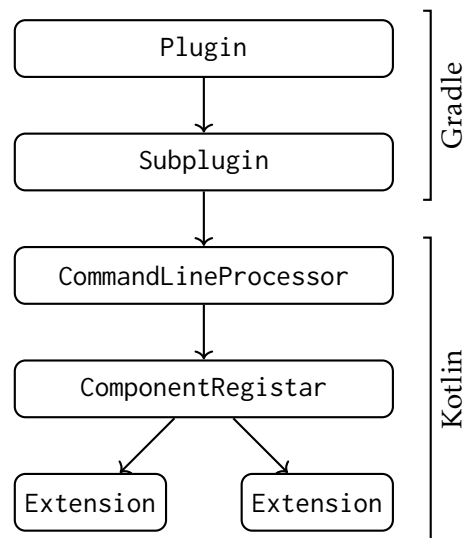 Plugin
Gradle
Subplugin
CommandLineProcessor
ComponentRegistar
Kotlin
Extension
Extension